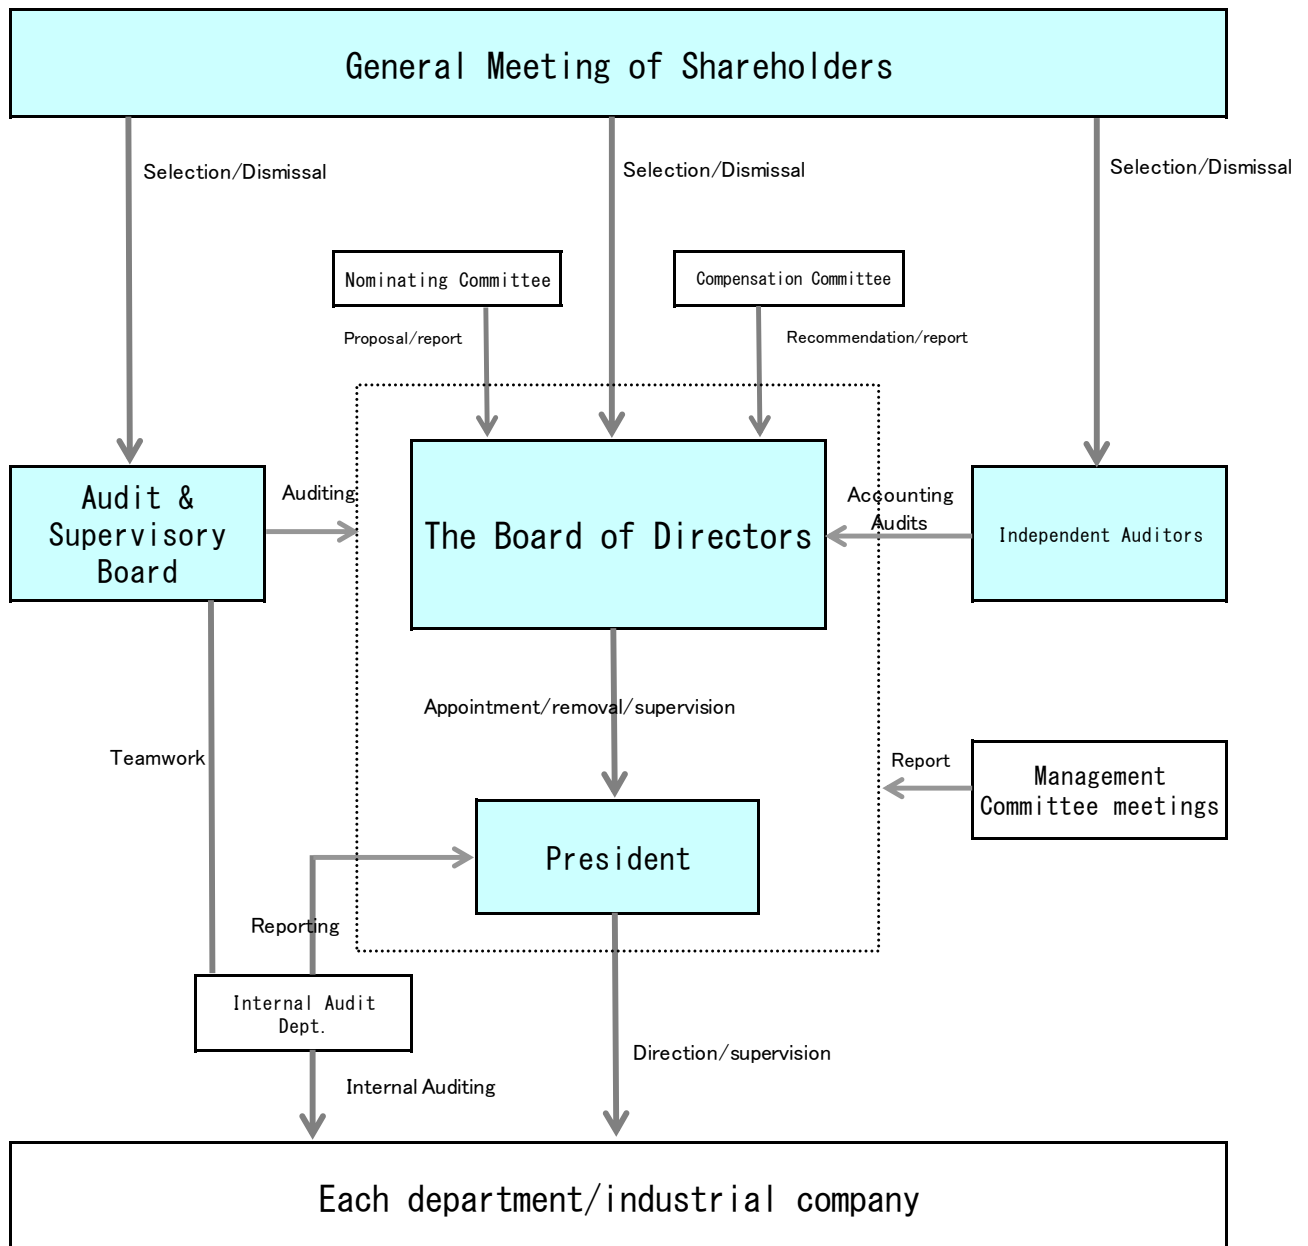 General Meeting of Shareholders
Selection/Dismissal
Selection/Dismissal
Selection/Dismissal
Nominating Committee
Compensation Committee
Proposal/report
Recommendation/report
Audit &
Supervisory
Board
Auditing
The Board of Directors
Accounting
Audits
Independent Auditors
Appointment/removal/supervision
Teamwork
Report
Management
Committee meetings
President
Reporting
Internal Audit
Dept.
Direction/supervision
Internal Auditing
Each department/industrial company